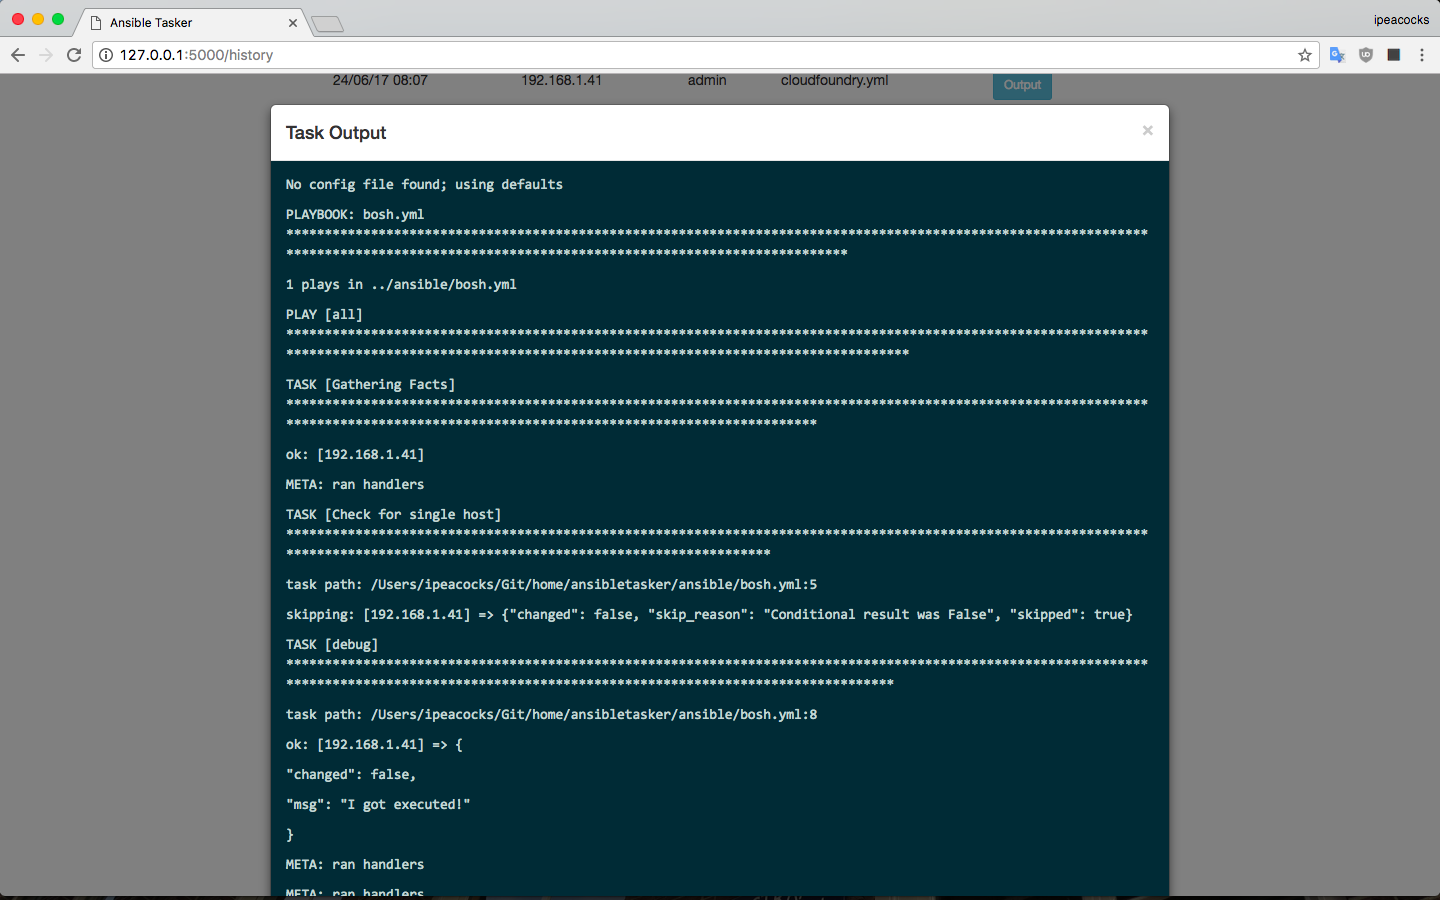 Ansible Tasker
ipeacocks
127.0.0.1:5000/history
24/06/17 08:07 192.168.1.41 admin cloudfoundry.yml Output
Task Output ×
No config file found; using defaults
PLAYBOOK: bosh.yml
****************************************************************************************************************
*************************************************************************
1 plays in ../ansible/bosh.yml
PLAY [all]
****************************************************************************************************************
*********************************************************************************
TASK [Gathering Facts]
****************************************************************************************************************
*********************************************************************
ok: [192.168.1.41]
META: ran handlers
TASK [Check for single host]
****************************************************************************************************************
***************************************************************
task path: /Users/ipeacocks/Git/home/ansibletasker/ansible/bosh.yml:5
skipping: [192.168.1.41] => {"changed": false, "skip_reason": "Conditional result was False", "skipped": true}
TASK [debug]
****************************************************************************************************************
*******************************************************************************
task path: /Users/ipeacocks/Git/home/ansibletasker/ansible/bosh.yml:8
ok: [192.168.1.41] => {
"changed": false,
"msg": "I got executed!"
}
META: ran handlers
META: ran handlers